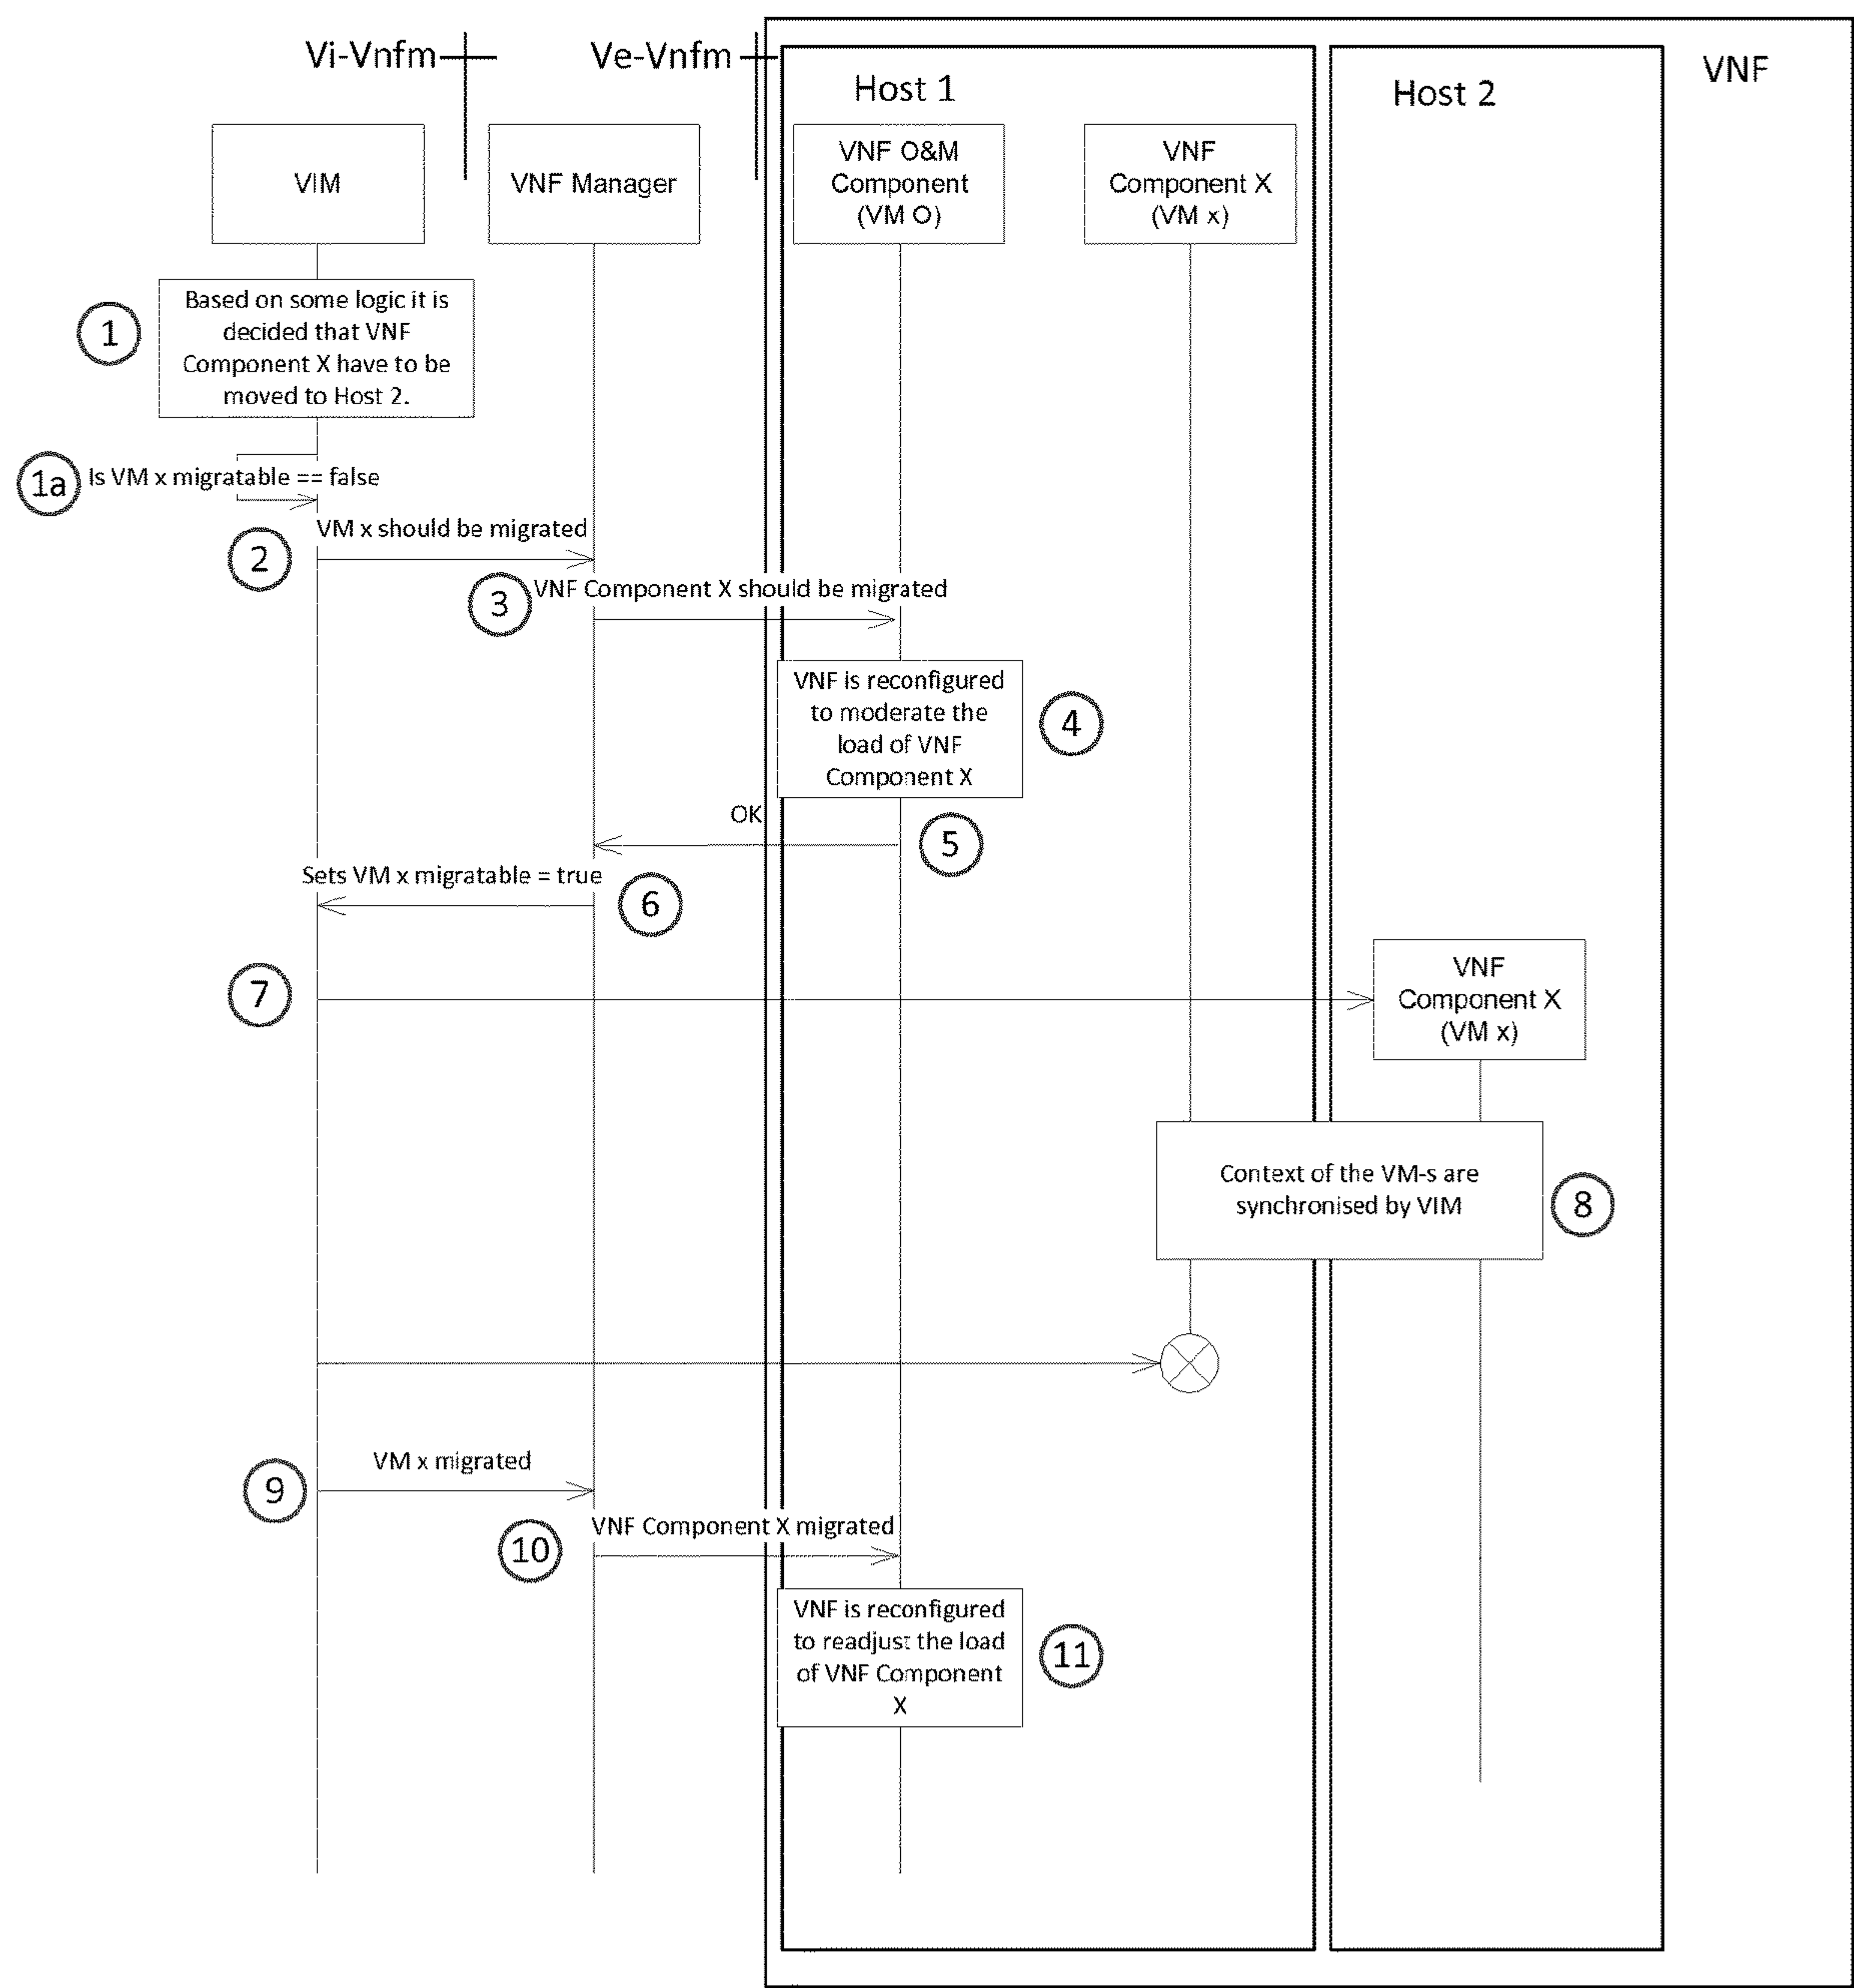 Vi-Vnfm
Ve-Vnfm
VNF
Host 1
Host 2
VIM
VNF Manager
VNF O&M
Component
(VM O)
VNF
Component X
(VM x)
1
Based on some logic it is
decided that VNF
Component X have to be
moved to Host 2.
1a
Is VM x migratable == false
2
VM x should be migrated
3
VNF Component X should be migrated
VNF is reconfigured
to moderate the
load of VNF
Component X
4
OK
5
Sets VM x migratable = true
6
7
VNF
Component X
(VM x)
Context of the VM-s are
synchronised by VIM
8
9
VM x migrated
10
VNF Component X migrated
VNF is reconfigured
to readjust the load
of VNF Component
X
11